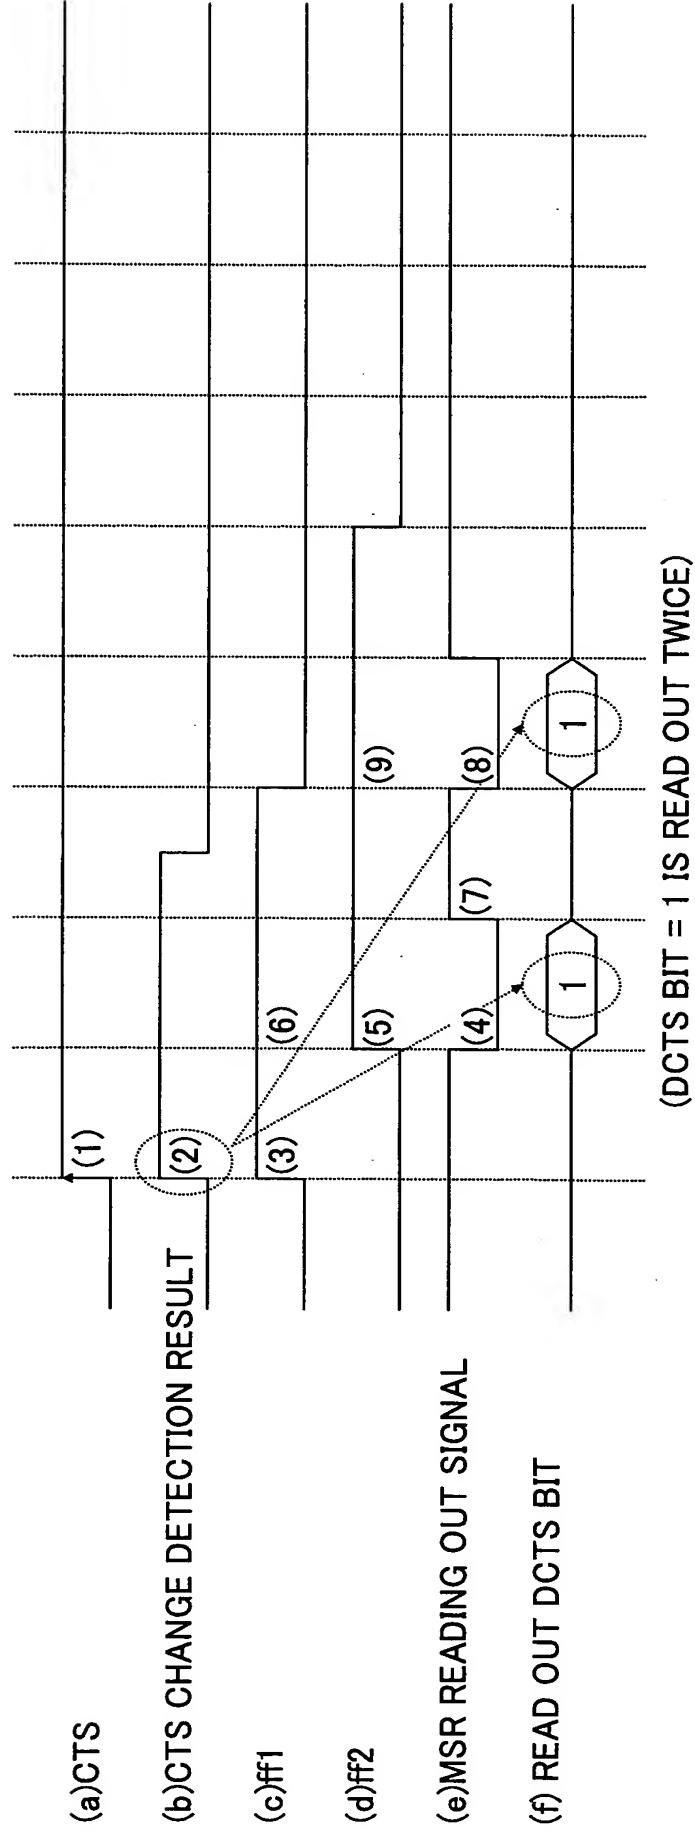 (a)CTS
(1)
(b)CTS CHANGE DETECTION RESULT
(2)
(c)ff1
(3)
(6)
(d)ff2
(5)
(9)
(e)MSR READING OUT SIGNAL
(4)
(7)
(8)
(f) READ OUT DCTS BIT
1
1
(DCTS BIT = 1 IS READ OUT TWICE)